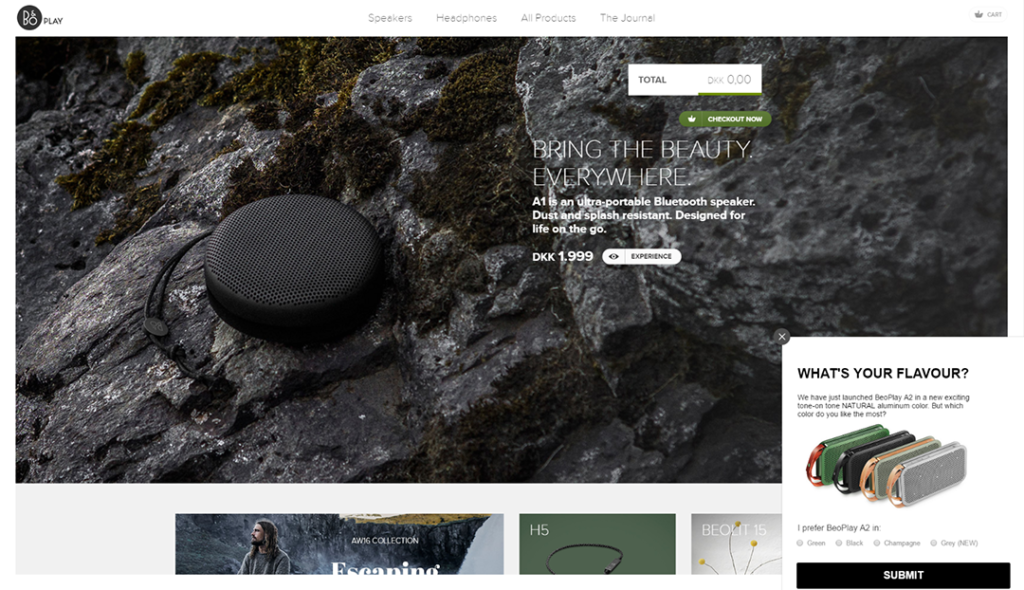 B&O PLAY
Speakers Headphones All Products The Journal
CART
TOTAL DKK 0,00
CHECKOUT NOW
BRING THE BEAUTY.
EVERYWHERE.
A1 is an ultra-portable Bluetooth speaker.
Dust and splash resistant. Designed for
life on the go.
DKK 1.999 EXPERIENCE
WHAT'S YOUR FLAVOUR?
We have just launched BeoPlay A2 in a new exciting
tone-on tone NATURAL aluminum color. But which
color do you like the most?
I prefer BeoPlay A2 in:
Green Black Champagne Grey (NEW)
SUBMIT
AW16 COLLECTION
Escaping
H5
BEOLIT 15